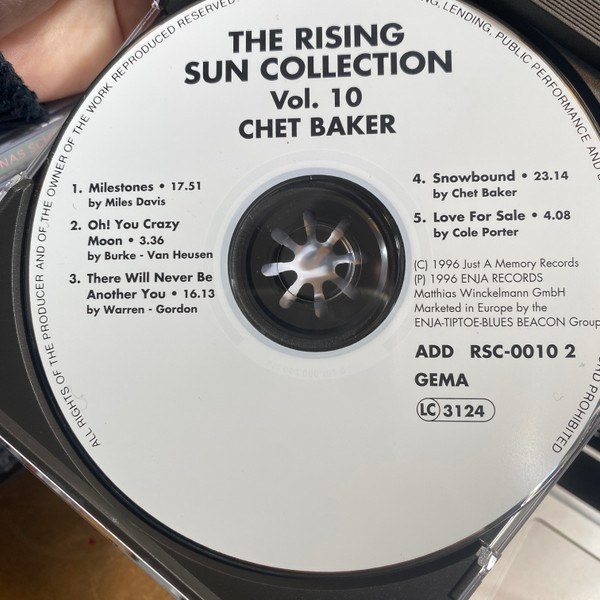 THE RISING
SUN COLLECTION
Vol. 10
CHET BAKER
1. Milestones • 17.51
by Miles Davis
2. Oh! You Crazy
Moon • 3.36
by Burke - Van Heusen
3. There Will Never Be
Another You • 16.13
by Warren - Gordon
4. Snowbound • 23.14
by Chet Baker
5. Love For Sale • 4.08
by Cole Porter
(C) 1996 Just A Memory Records
(P) 1996 ENJA RECORDS
Matthias Winckelmann GmbH
Marketed in Europe by the
ENJA-TIPTOE-BLUES BEACON Group
ADD RSC-0010 2
GEMA
LC 3124
ALL RIGHTS OF THE PRODUCER AND OF THE OWNER OF THE WORK REPRODUCED RESERVED
LENDING, PUBLIC PERFORMANCE AND
PROHIBITED